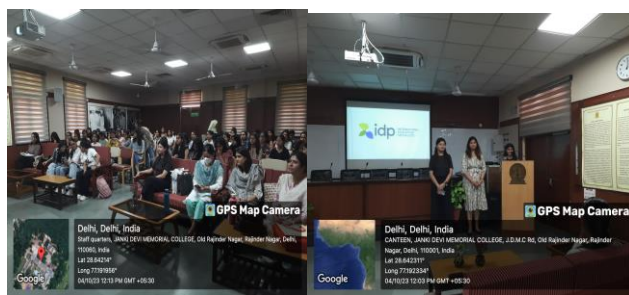 GPS Map Camera
Delhi, Delhi, India
Staff quarters, JANKI DEVI MEMORIAL COLLEGE, Old Rajinder Nagar, Rajinder Nagar, Delhi,
110060, India
Lat 28.64214°
Long 77.191956°
04/10/23 12:13 PM GMT +05:30
Google
idp
GPS Map Camera
Delhi, Delhi, India
CANTEEN, JANKI DEVI MEMORIAL COLLEGE, J.D.M.C Rd, Old Rajinder Nagar, Rajinder
Nagar, Delhi, 110001, India
Lat 28.642311°
Long 77.192334°
04/10/23 12:03 PM GMT +05:30
Google